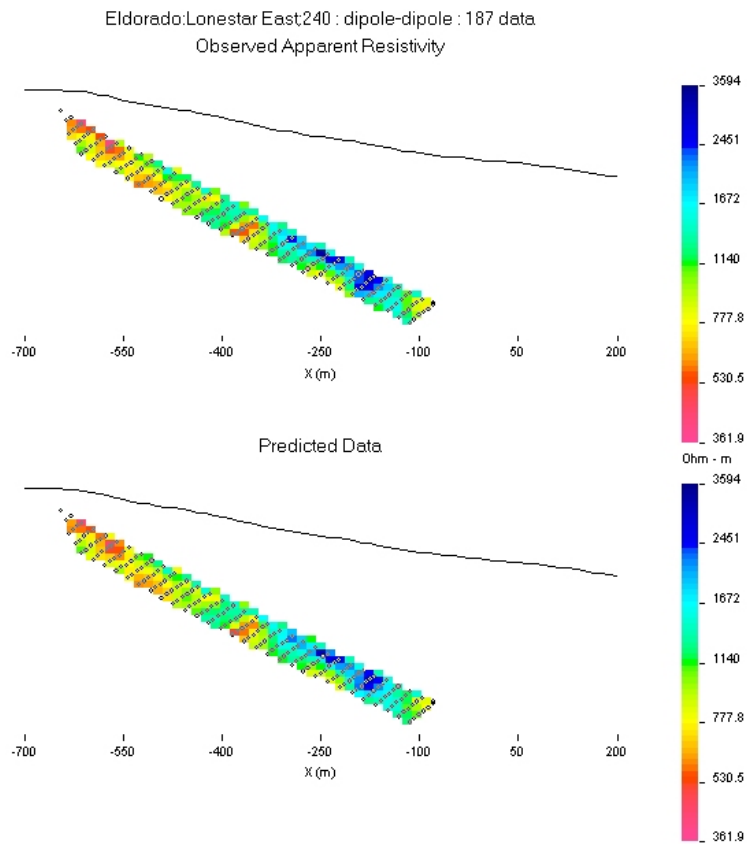 Eldorado:Lonestar East;240 : dipole-dipole : 187 data
Observed Apparent Resistivity
3594
2451
1672
1140
777.8
530.5
361.9
Ohm - m
-700 -550 -400 -250 -100 50 200
X (m)
Predicted Data
3594
2451
1672
1140
777.8
530.5
361.9
-700 -550 -400 -250 -100 50 200
X (m)